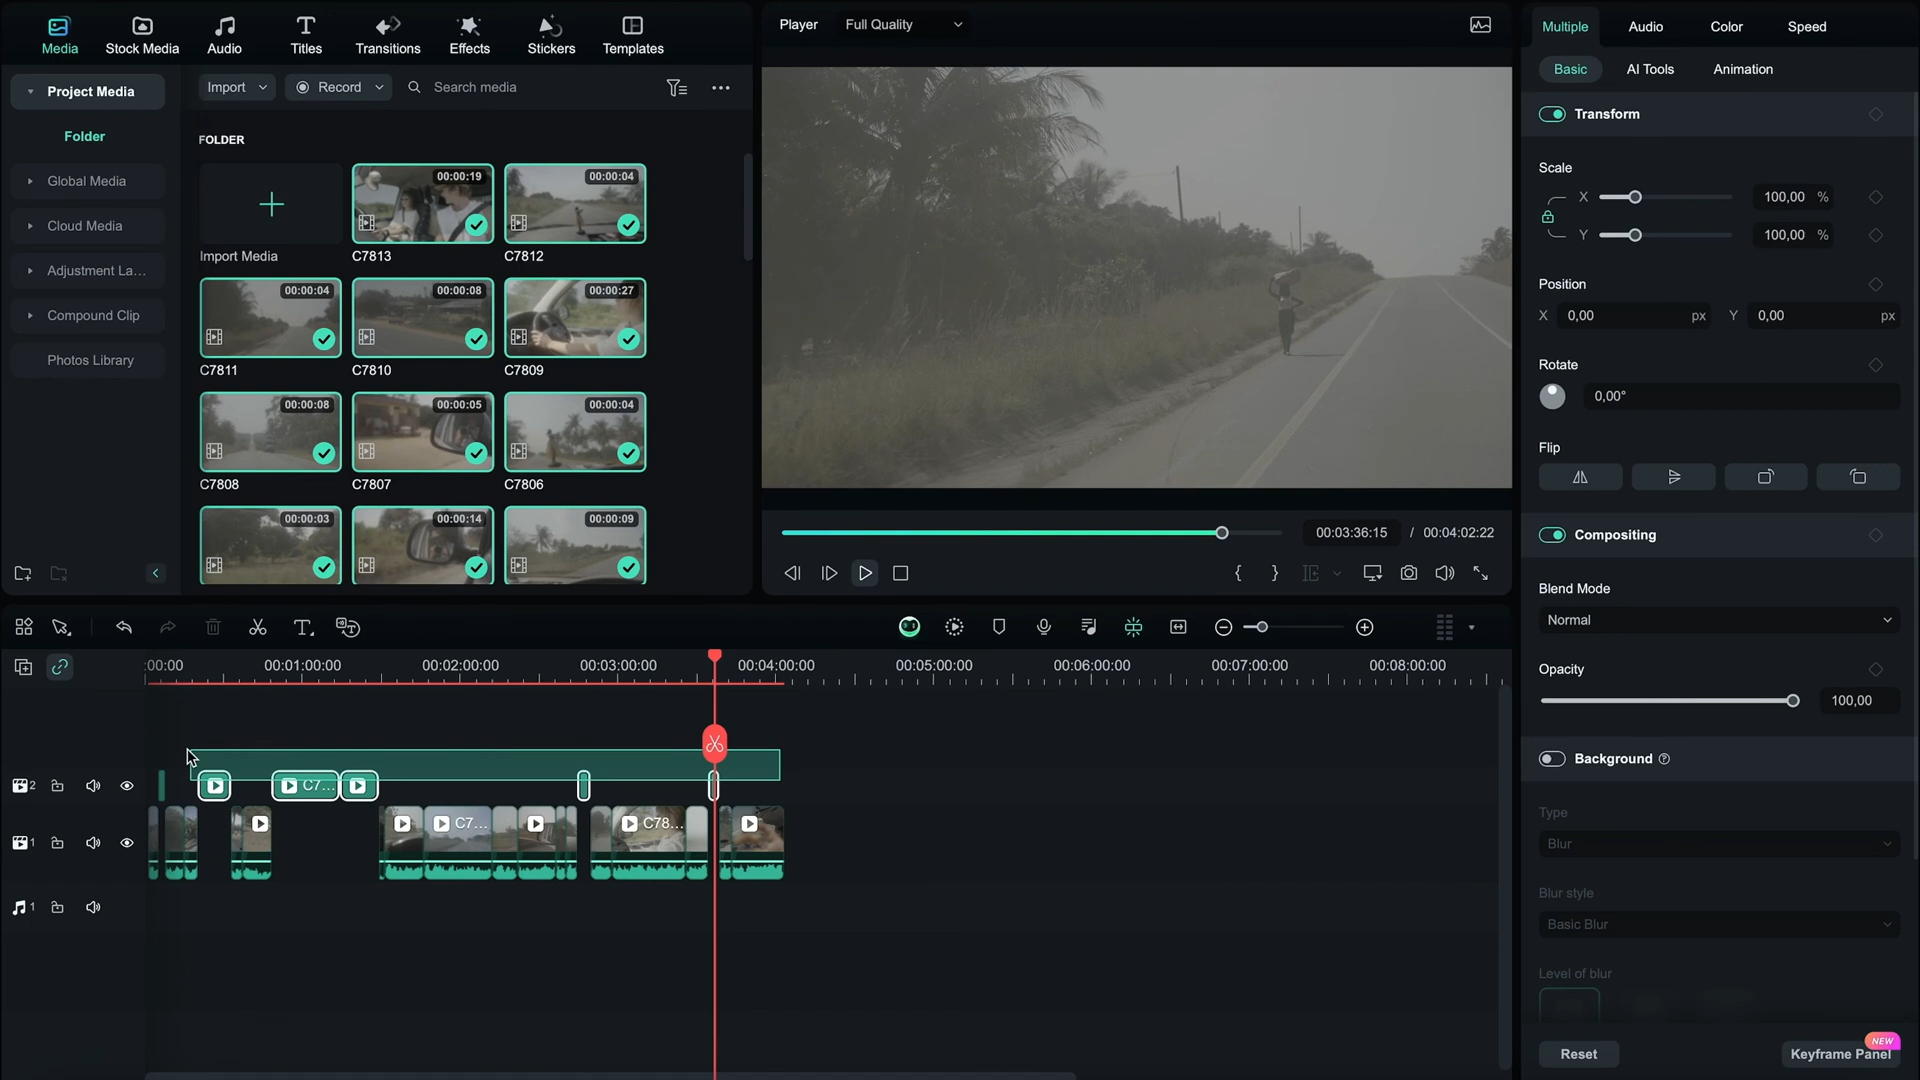 Media
Stock Media
Audio
Titles
Transitions
Effects
Stickers
Templates
Player
Full Quality
Multiple
Audio
Color
Speed
Basic
AI Tools
Animation
Project Media
Folder
Global Media
Cloud Media
Adjustment La...
Compound Clip
Photos Library
Import
Record
Search media
FOLDER
Import Media
00:00:19
C7813
00:00:04
C7812
00:00:04
C7811
00:00:08
C7810
00:00:27
C7809
00:00:08
C7808
00:00:05
C7807
00:00:04
C7806
00:00:03
00:00:14
00:00:09
00:03:36:15 / 00:04:02:22
Transform
Scale
X 100,00 %
Y 100,00 %
Position
X 0,00 px Y 0,00 px
Rotate
0,00°
Flip
Compositing
Blend Mode
Normal
Opacity
100,00
Background
Type
Blur
Blur style
Basic Blur
Level of blur
Reset
Keyframe Panel
NEW
:00:00 00:01:00:00 00:02:00:00 00:03:00:00 00:04:00:00 00:05:00:00 00:06:00:00 00:07:00:00 00:08:00:00
2
C7...
1
C7...
C78...
1